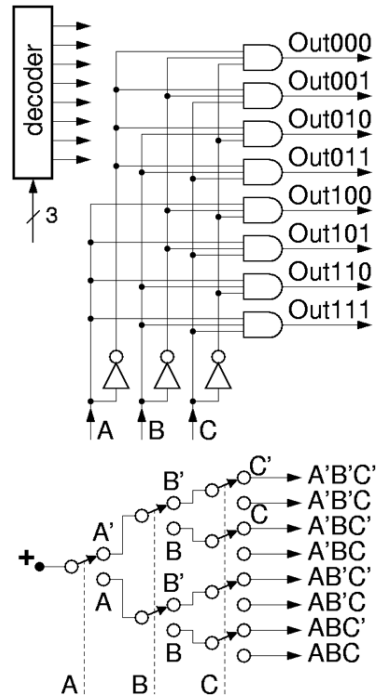 decoder
3
Out000
Out001
Out010
Out011
Out100
Out101
Out110
Out111
A B C
C' A'B'C'
B' A'B'C
A' C A'BC'
B A'BC
+
A B' AB'C'
AB'C
B ABC'
ABC
A B C